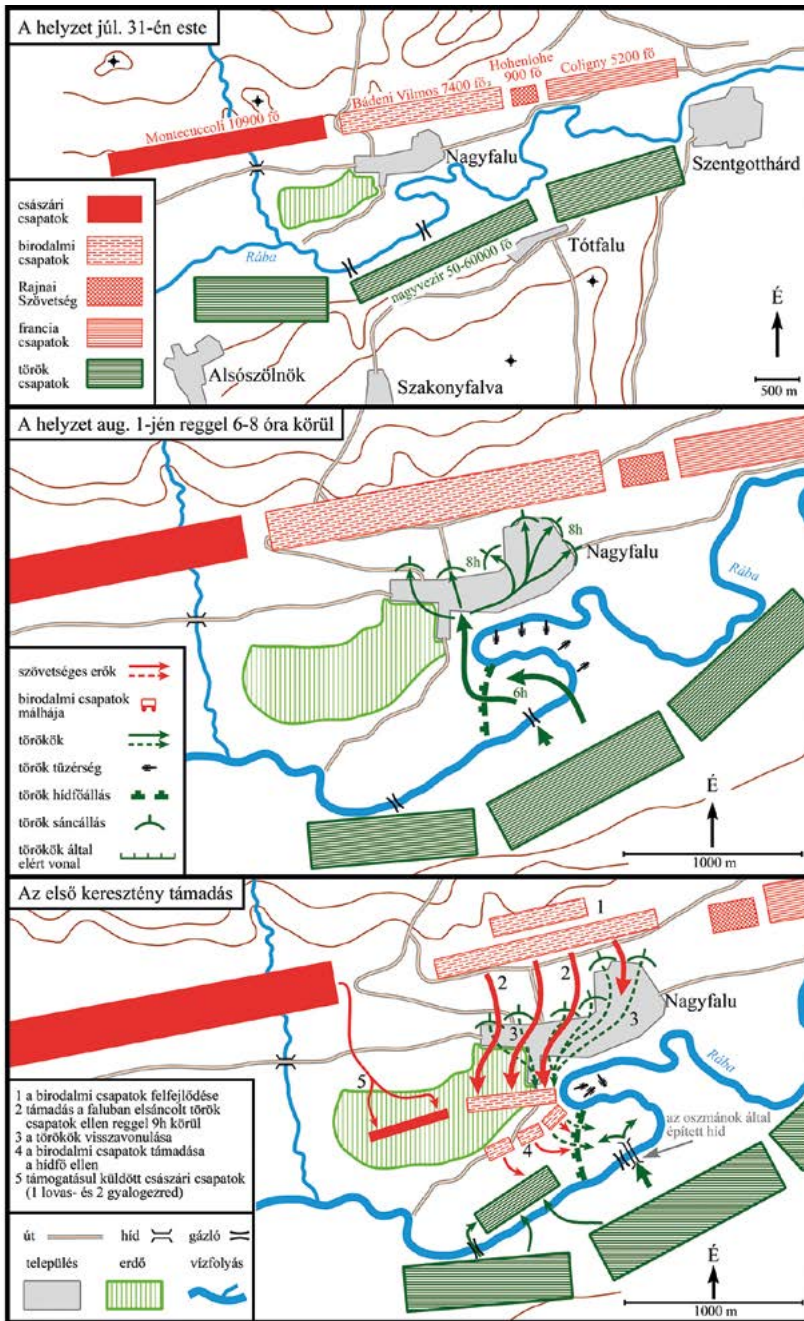 A helyzet júl. 31-én este
Montecuccoli 10900 fő
Bádeni Vilmos 7400 fő
Hohenlohe
900 fő
Coligny 5200 fő
Nagyfalu
Szentgotthárd
Rába
nagyvezír 50-60000 fő
Tótfalu
Alsószölnök
Szakonyfalva
császári
csapatok
birodalmi
csapatok
Rajnai
Szövetség
francia
csapatok
török
csapatok
É
500 m
A helyzet aug. 1-jén reggel 6-8 óra körül
8h
8h
Nagyfalu
Rába
6h
szövetséges erők
birodalmi csapatok
málhája
törökök
török tüzérség
török hídfőállás
török sáncállás
törökök által
elért vonal
É
1000 m
Az első keresztény támadás
1
2
2
3
3
Nagyfalu
Rába
5
4
az oszmánok által
épített híd
1 a birodalmi csapatok felfejlődése
2 támadás a faluban elsáncolt török
csapatok ellen reggel 9h körül
3 a törökök visszavonulása
4 a birodalmi csapatok támadása
a hídfő ellen
5 támogatásul küldött császári csapatok
(1 lovas- és 2 gyalogezred)
út híd gázló
település erdő vízfolyás
É
1000 m